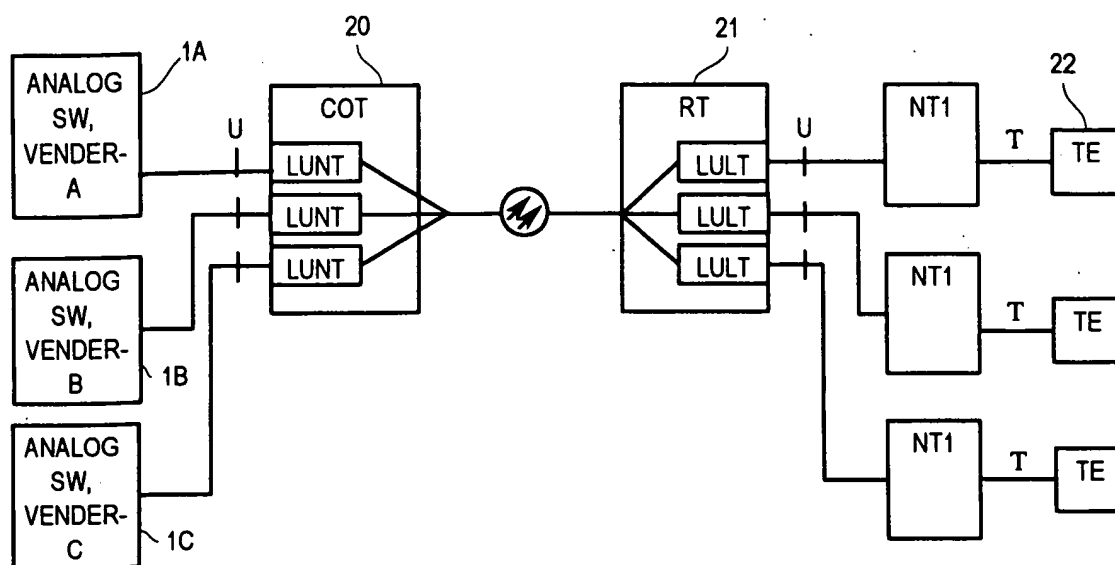 1A
ANALOG
SW,
VENDER-
A
20
COT
U
LUNT
LUNT
LUNT
21
RT
LULT
LULT
LULT
U
NT1
T
22
TE
ANALOG
SW,
VENDER-
B
1B
NT1
T
TE
ANALOG
SW,
VENDER-
C
1C
NT1
T
TE